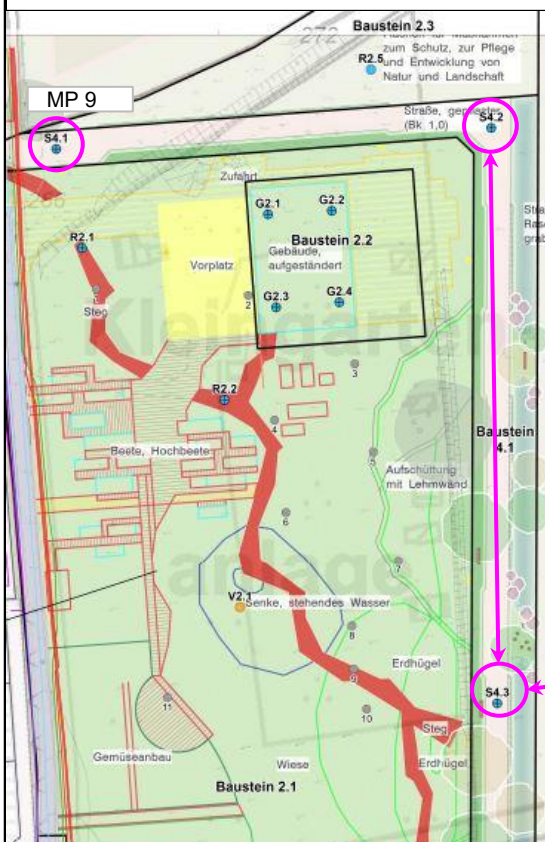 Baustein 2.3
272
zum Schutz, zur Pflege
R2.5
und Entwicklung von
Natur und Landschaft
MP 9
S4.1
Straße,
(Bk 1,0)
S4.2
Zufahrt
G2.1
G2.2
R2.1
Baustein 2.2
Vorplatz
Gebäude,
aufgeständert
2
G2.3
G2.4
Steg
Kleingarten
3
R2.2
4
Baustein
4.1
Beete, Hochbeete
5
Aufschüttung
mit Lehmwand
6
anlage
7
V2.1
Senke, stehendes Wasser
8
Erdhügel
9
S4.3
11
10
Steg
Gemüseanbau
Wiese
Erdhügel
Baustein 2.1